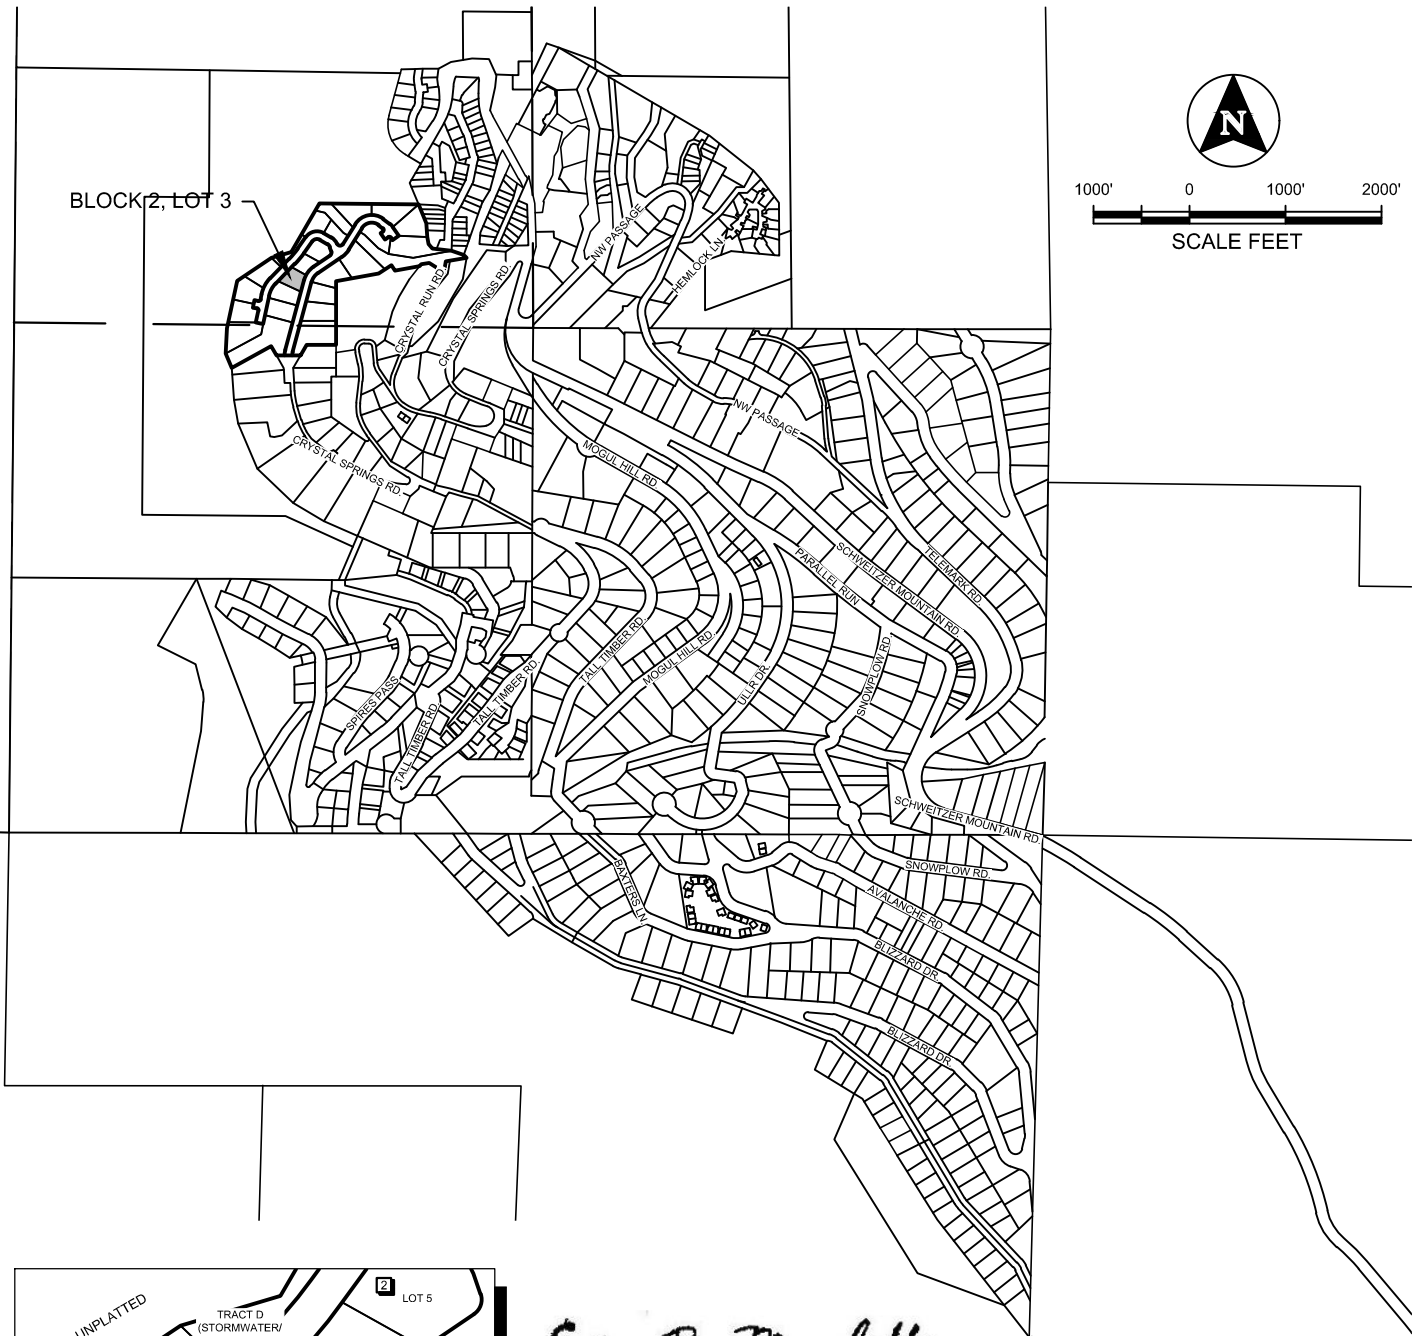 N
1000' 0 1000' 2000'
SCALE FEET
BLOCK 2, LOT 3
NW PASSAGE
HEMLOCK LN.
CRYSTAL RUN RD.
CRYSTAL SPRINGS RD.
NW PASSAGE
CRYSTAL SPRINGS RD.
MOGUL HILL RD.
SCHWEITZER MOUNTAIN RD.
TELEMARK RD.
PARALLEL RUN
TALL TIMBER RD.
MOGUL HILL RD.
SNOWPLOW RD.
ULLR DR.
TALL TIMBER RD.
SPIRES PASS
TALL TIMBER RD.
SCHWEITZER MOUNTAIN RD.
SNOWPLOW RD.
BAXTERS LN.
AVALANCHE RD.
BLIZZARD DR.
BLIZZARD DR.
UNPLATTED
2
LOT 5
TRACT D
(STORMWATER/